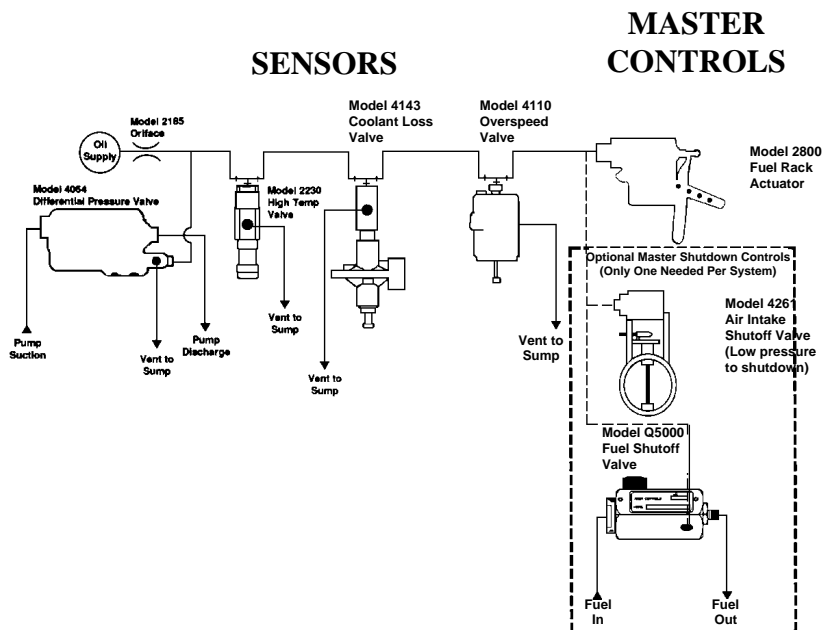 SENSORS
MASTER
CONTROLS
Model 2185
Oriface
Oil
Supply
Model 4064
Differential Pressure Valve
Model 2230
High Temp
Valve
Model 4143
Coolant Loss
Valve
Model 4110
Overspeed
Valve
Model 2800
Fuel Rack
Actuator
Optional Master Shutdown Controls
(Only One Needed Per System)
Model 4261
Air Intake
Shutoff Valve
(Low pressure
to shutdown)
Model Q5000
Fuel Shutoff
Valve
Pump
Suction
Vent to
Sump
Pump
Discharge
Vent to
Sump
Vent to
Sump
Vent to
Sump
Fuel
In
Fuel
Out